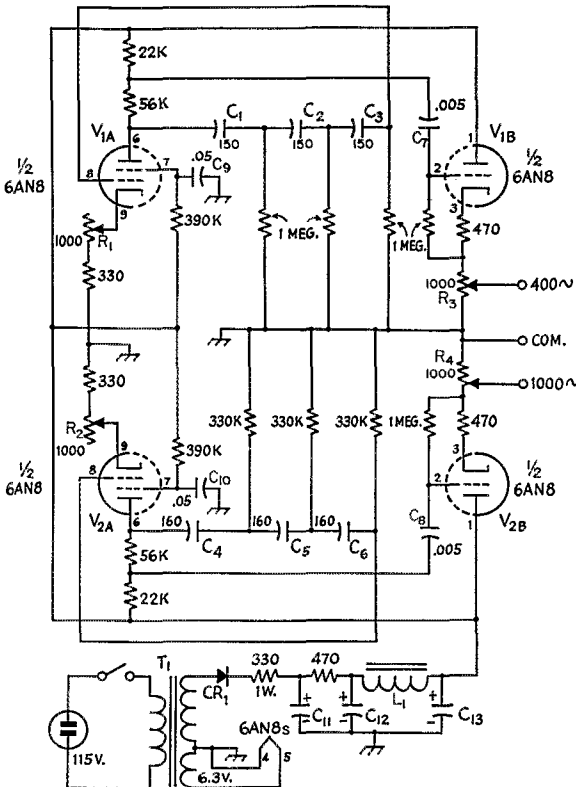 22K
56K
V1A
6
7
8
9
½
6AN8
.05
C9
C1
150
C2
150
C3
150
.005
C7
V1B
1
2
3
½
6AN8
1000
R1
390K
1 MEG.
1 MEG.
470
330
1000
R3
400~
COM.
R4
1000
1000~
330
R2
1000
330K
330K
330K
1 MEG.
470
390K
½
6AN8
9
8
7
6
.05
C10
V2A
160
C4
160
C5
160
C6
C8
.005
3
2
1
½
6AN8
V2B
56K
22K
T1
CR1
330
1W.
470
L1
+
−
C11
+
−
C12
+
−
C13
6AN8s
4
5
115V.
6.3V.